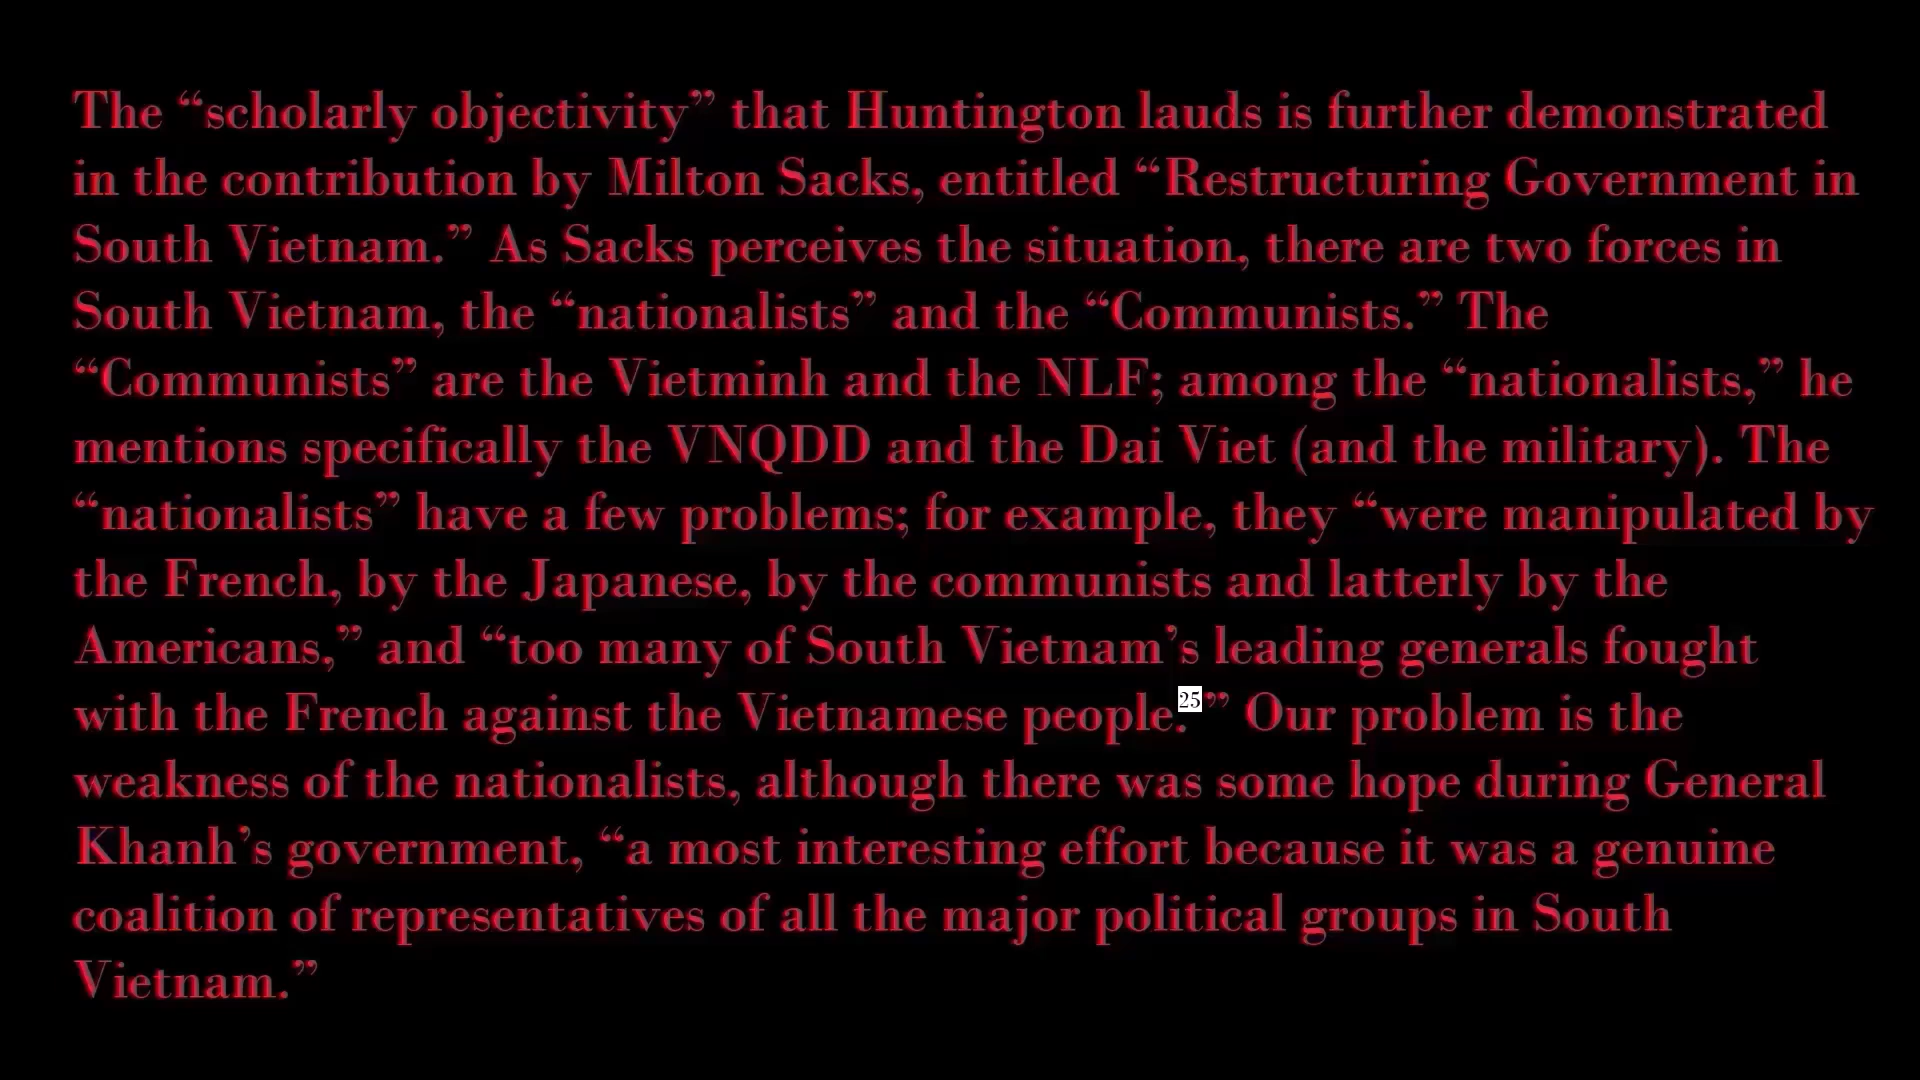 The “scholarly objectivity” that Huntington lauds is further demonstrated
in the contribution by Milton Sacks, entitled “Restructuring Government in
South Vietnam.” As Sacks perceives the situation, there are two forces in
South Vietnam, the “nationalists” and the “Communists.” The
“Communists” are the Vietminh and the NLF; among the “nationalists,” he
mentions specifically the VNQDD and the Dai Viet (and the military). The
“nationalists” have a few problems; for example, they “were manipulated by
the French, by the Japanese, by the communists and latterly by the
Americans,” and “too many of South Vietnam’s leading generals fought
with the French against the Vietnamese people.25” Our problem is the
weakness of the nationalists, although there was some hope during General
Khanh’s government, “a most interesting effort because it was a genuine
coalition of representatives of all the major political groups in South
Vietnam.”